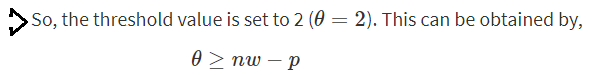 So, the threshold value is set to 2 (θ = 2). This can be obtained by,
θ ≥ nw − p